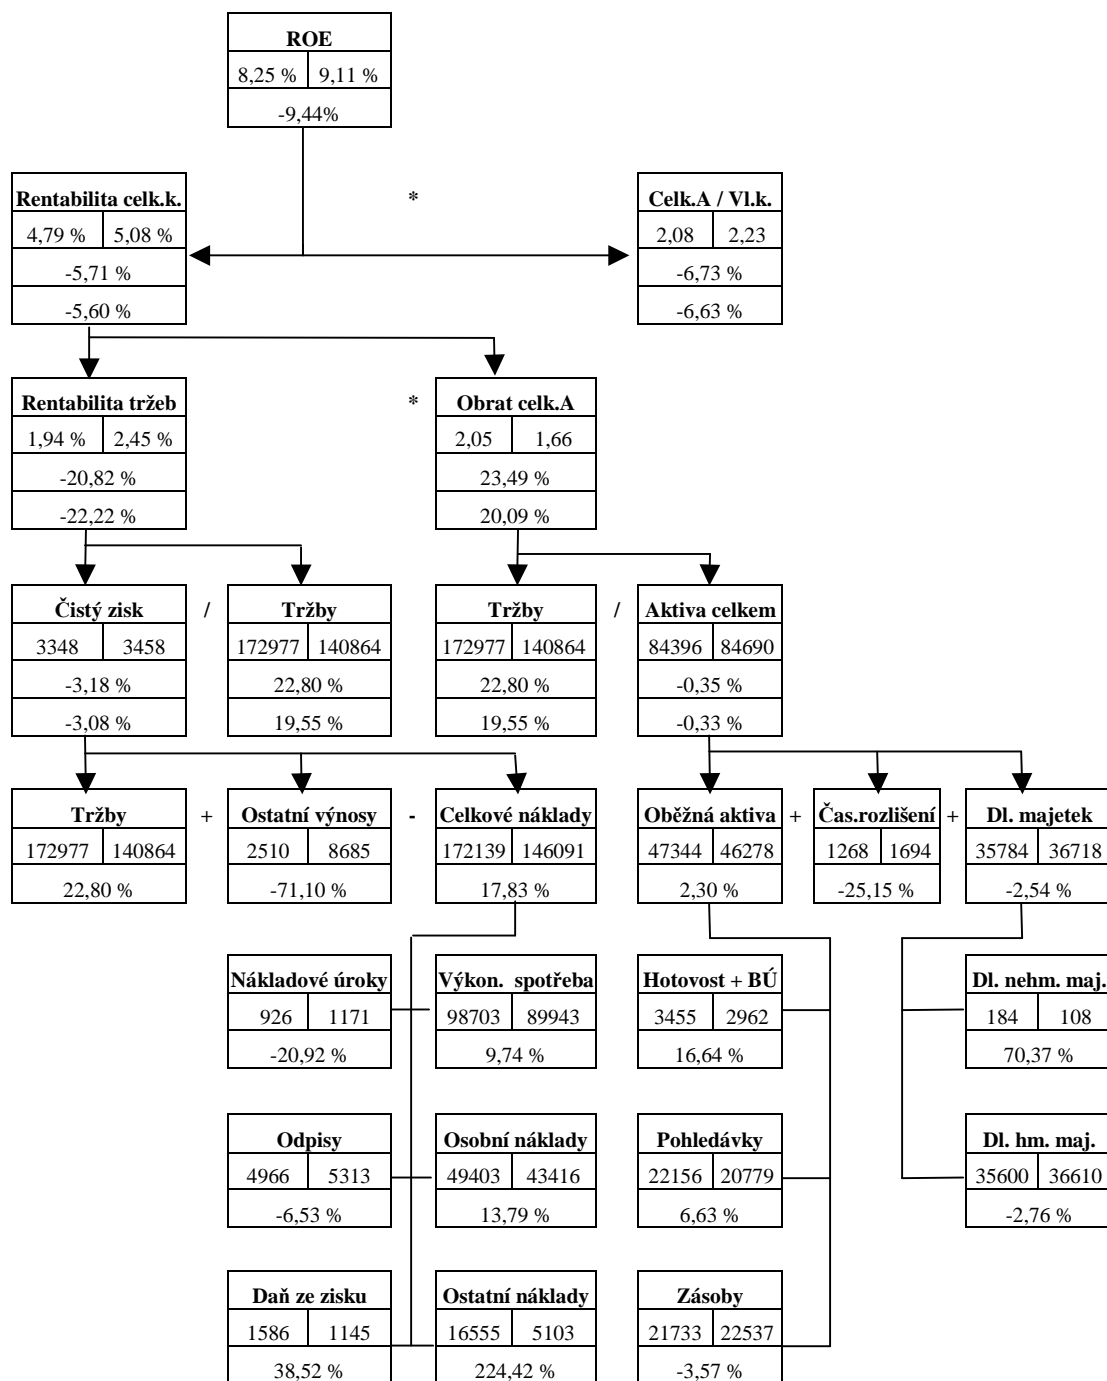 ROE
8,25 % 9,11 %
-9,44%
Rentabilita celk.k. * Celk.A / Vl.k.
4,79 % 5,08 % 2,08 2,23
-5,71 % -6,73 %
-5,60 % -6,63 %
Rentabilita tržeb * Obrat celk.A
1,94 % 2,45 % 2,05 1,66
-20,82 % 23,49 %
-22,22 % 20,09 %
Čistý zisk / Tržby Tržby / Aktiva celkem
3348 3458 172977 140864 172977 140864 84396 84690
-3,18 % 22,80 % 22,80 % -0,35 %
-3,08 % 19,55 % 19,55 % -0,33 %
Tržby + Ostatní výnosy - Celkové náklady Oběžná aktiva + Čas.rozlišení + Dl. majetek
172977 140864 2510 8685 172139 146091 47344 46278 1268 1694 35784 36718
22,80 % -71,10 % 17,83 % 2,30 % -25,15 % -2,54 %
Nákladové úroky Výkon. spotřeba Hotovost + BÚ Dl. nehm. maj.
926 1171 98703 89943 3455 2962 184 108
-20,92 % 9,74 % 16,64 % 70,37 %
Odpisy Osobní náklady Pohledávky Dl. hm. maj.
4966 5313 49403 43416 22156 20779 35600 36610
-6,53 % 13,79 % 6,63 % -2,76 %
Daň ze zisku Ostatní náklady Zásoby
1586 1145 16555 5103 21733 22537
38,52 % 224,42 % -3,57 %